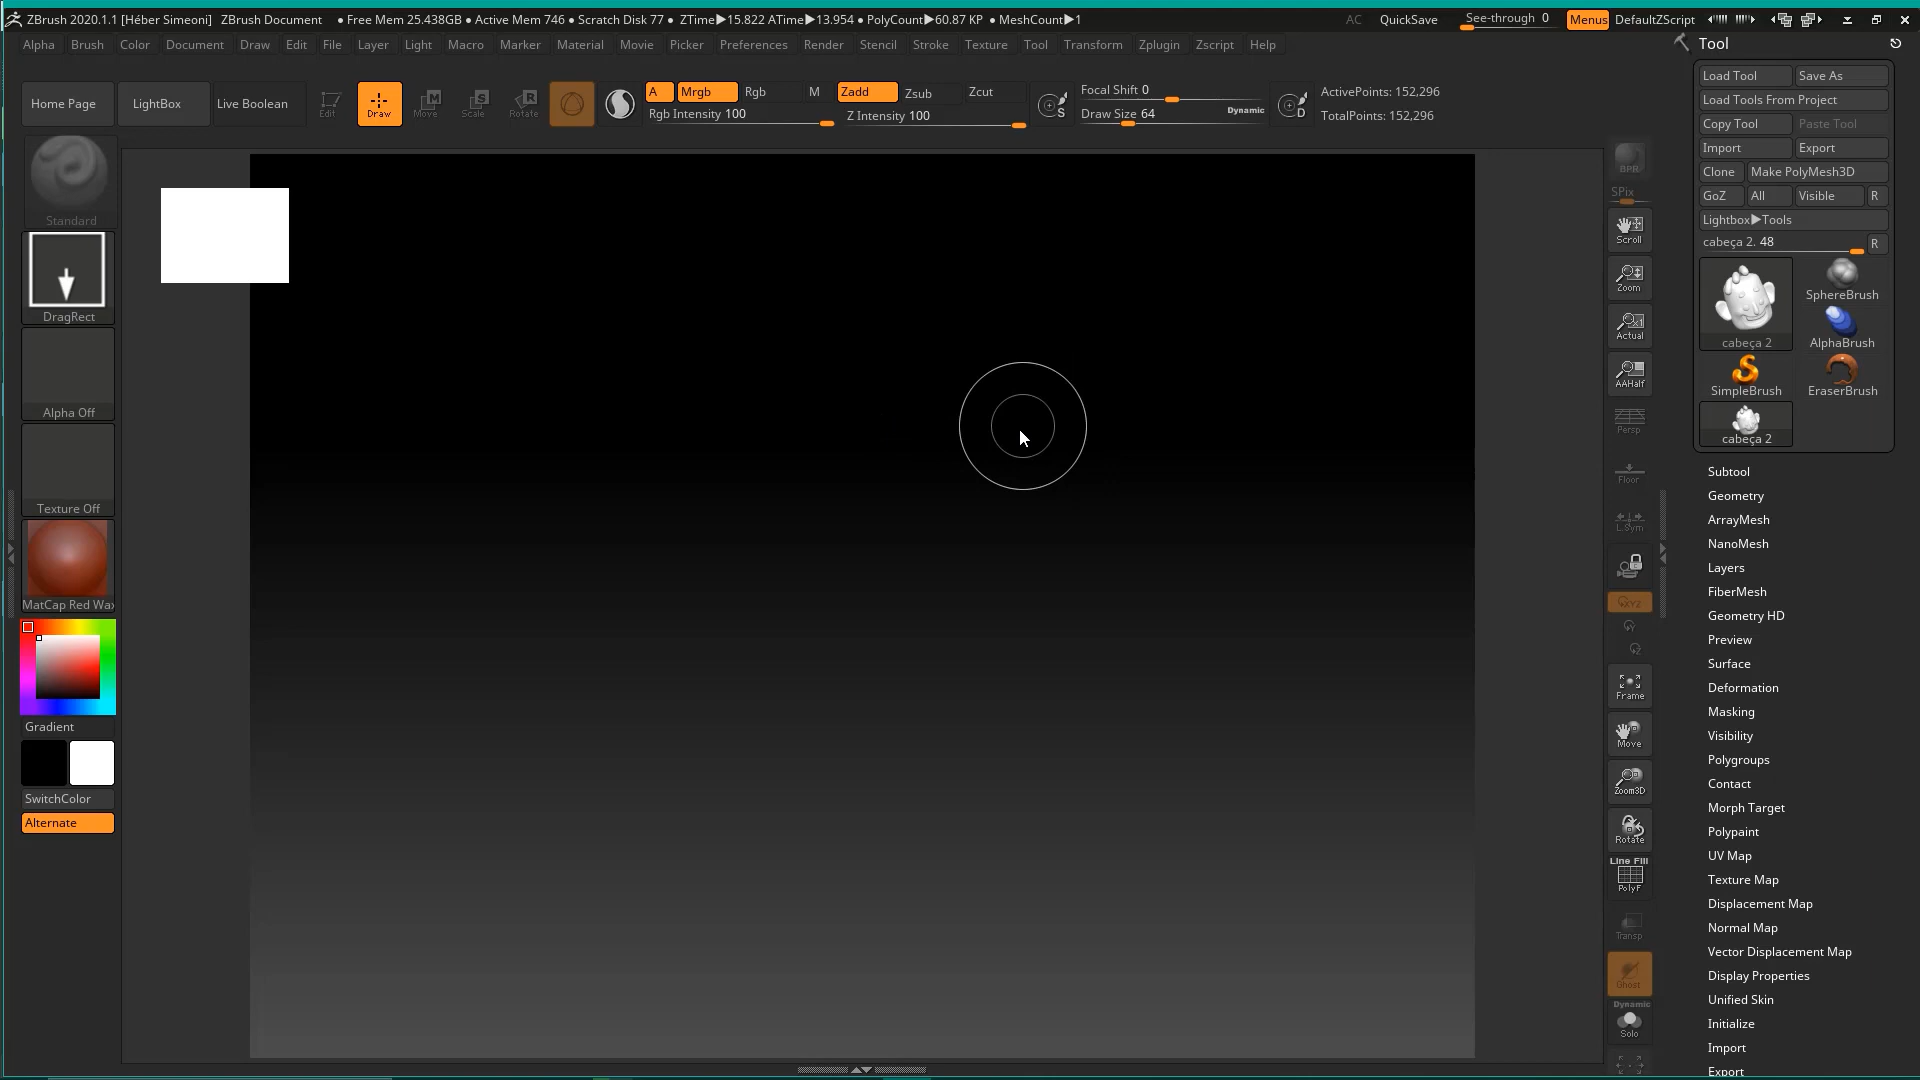 ZBrush 2020.1.1 [Héber Simeoni] ZBrush Document • Free Mem 25.438GB • Active Mem 746 • Scratch Disk 77 • ZTime▶15.822 ATime▶13.954 • PolyCount▶60.87 KP • MeshCount▶1 AC QuickSave See-through 0 Menus DefaultZScript
Alpha Brush Color Document Draw Edit File Layer Light Macro Marker Material Movie Picker Preferences Render Stencil Stroke Texture Tool Transform Zplugin Zscript Help
Home Page LightBox Live Boolean Edit Draw Move Scale Rotate
A Mrgb Rgb M Zadd Zsub Zcut
Rgb Intensity 100 Z Intensity 100
S Focal Shift 0
Draw Size 64 Dynamic D
ActivePoints: 152,296
TotalPoints: 152,296
Standard
DragRect
Alpha Off
Texture Off
MatCap Red Wax
Gradient
SwitchColor
Alternate
BPR
SPix
Scroll
Zoom
Actual
AAHalf
Persp
Floor
L.Sym
XYZ
Y
Z
Frame
Move
Zoom3D
Rotate
Line Fill
PolyF
Transp
Ghost
Dynamic
Solo
Tool
Load Tool Save As
Load Tools From Project
Copy Tool Paste Tool
Import Export
Clone Make PolyMesh3D
GoZ All Visible R
Lightbox▶Tools
cabeça 2. 48 R
cabeça 2
SphereBrush
AlphaBrush
SimpleBrush
EraserBrush
cabeça 2
Subtool
Geometry
ArrayMesh
NanoMesh
Layers
FiberMesh
Geometry HD
Preview
Surface
Deformation
Masking
Visibility
Polygroups
Contact
Morph Target
Polypaint
UV Map
Texture Map
Displacement Map
Normal Map
Vector Displacement Map
Display Properties
Unified Skin
Initialize
Import
Export